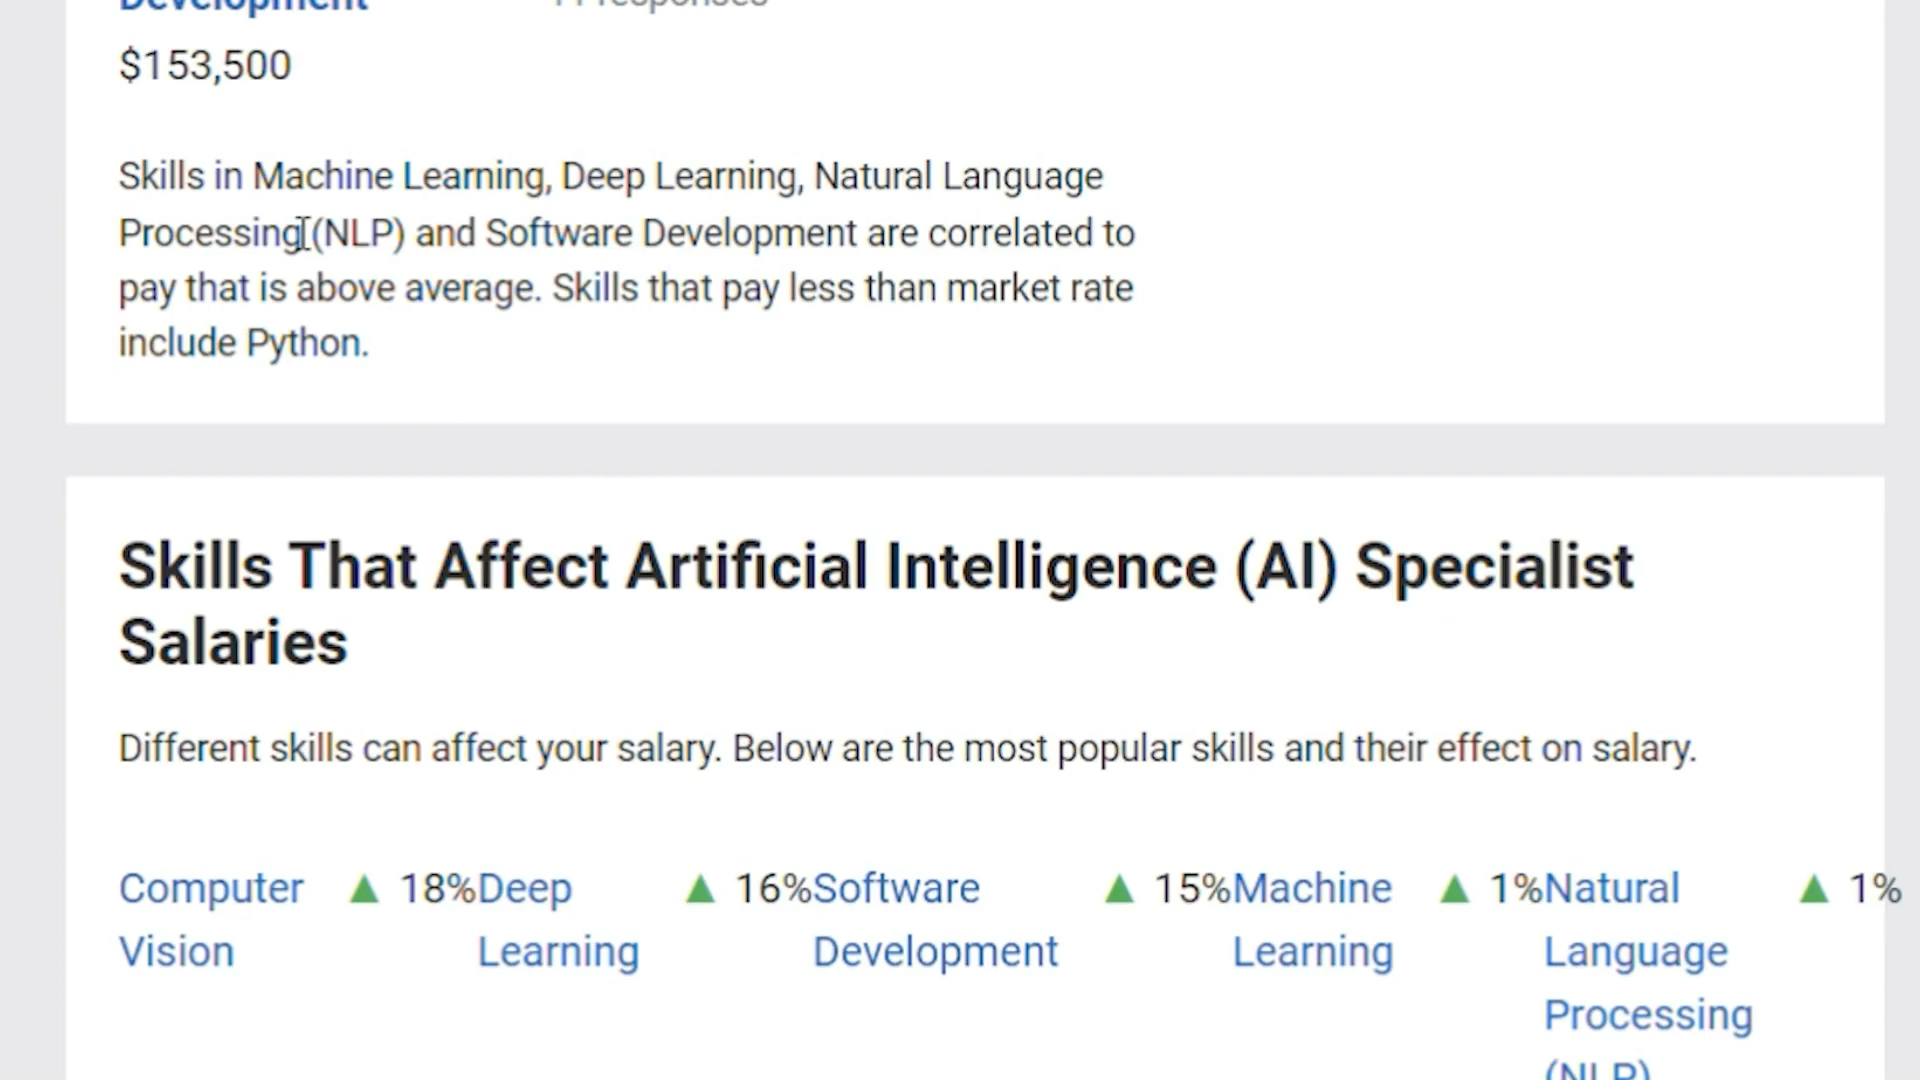 Development responses
$153,500
Skills in Machine Learning, Deep Learning, Natural Language
Processing (NLP) and Software Development are correlated to
pay that is above average. Skills that pay less than market rate
include Python.
Skills That Affect Artificial Intelligence (AI) Specialist
Salaries
Different skills can affect your salary. Below are the most popular skills and their effect on salary.
Computer ▲ 18% Deep ▲ 16% Software ▲ 15% Machine ▲ 1% Natural ▲ 1%
Vision Learning Development Learning Language
Processing
(NLP)